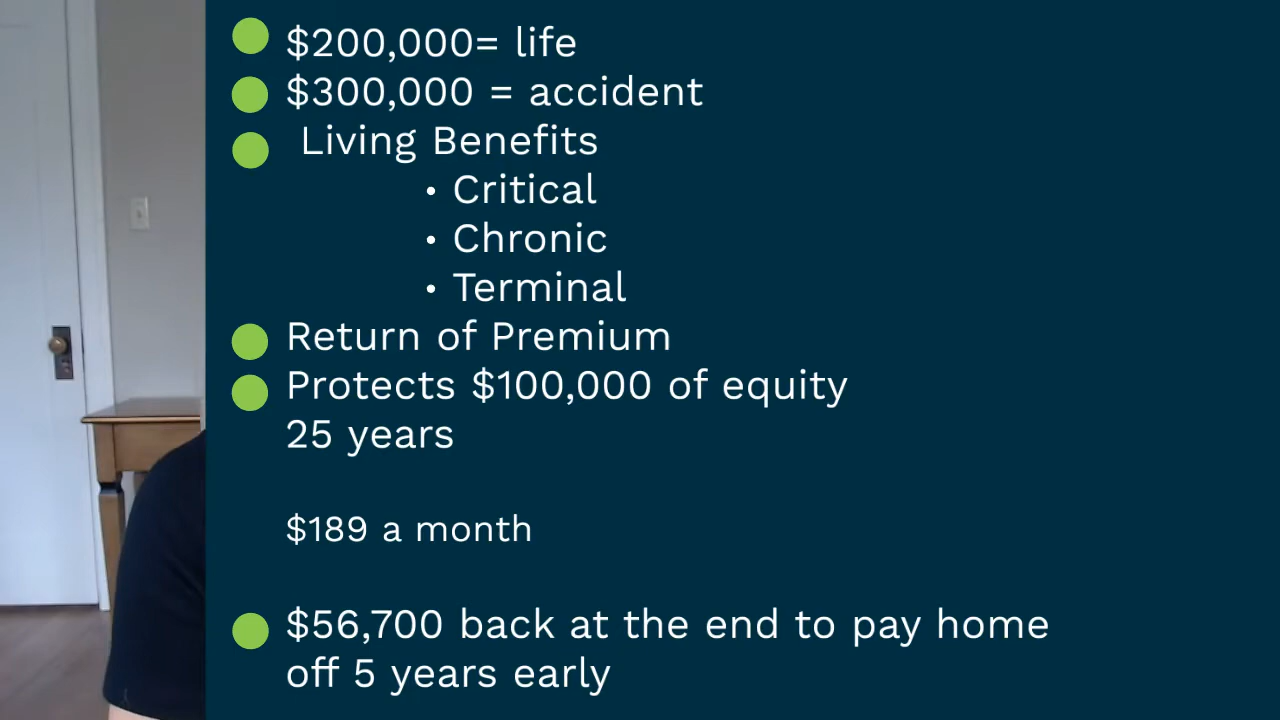 $200,000= life
$300,000 = accident
Living Benefits
• Critical
• Chronic
• Terminal
Return of Premium
Protects $100,000 of equity
25 years
$189 a month
$56,700 back at the end to pay home
off 5 years early